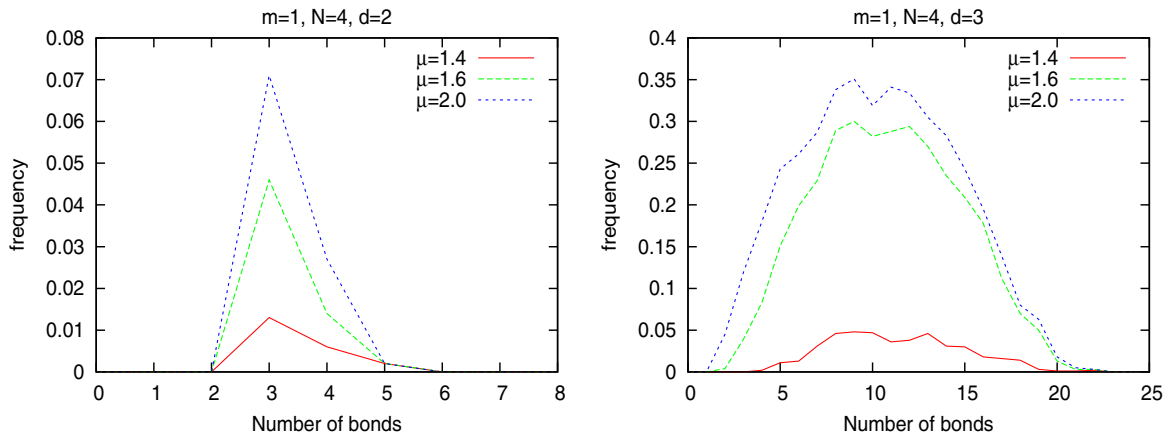 m=1, N=4, d=2
frequency
0.08
0.07
0.06
0.05
0.04
0.03
0.02
0.01
0
μ=1.4
μ=1.6
μ=2.0
0 1 2 3 4 5 6 7 8
Number of bonds
m=1, N=4, d=3
frequency
0.4
0.35
0.3
0.25
0.2
0.15
0.1
0.05
0
μ=1.4
μ=1.6
μ=2.0
0 5 10 15 20 25
Number of bonds